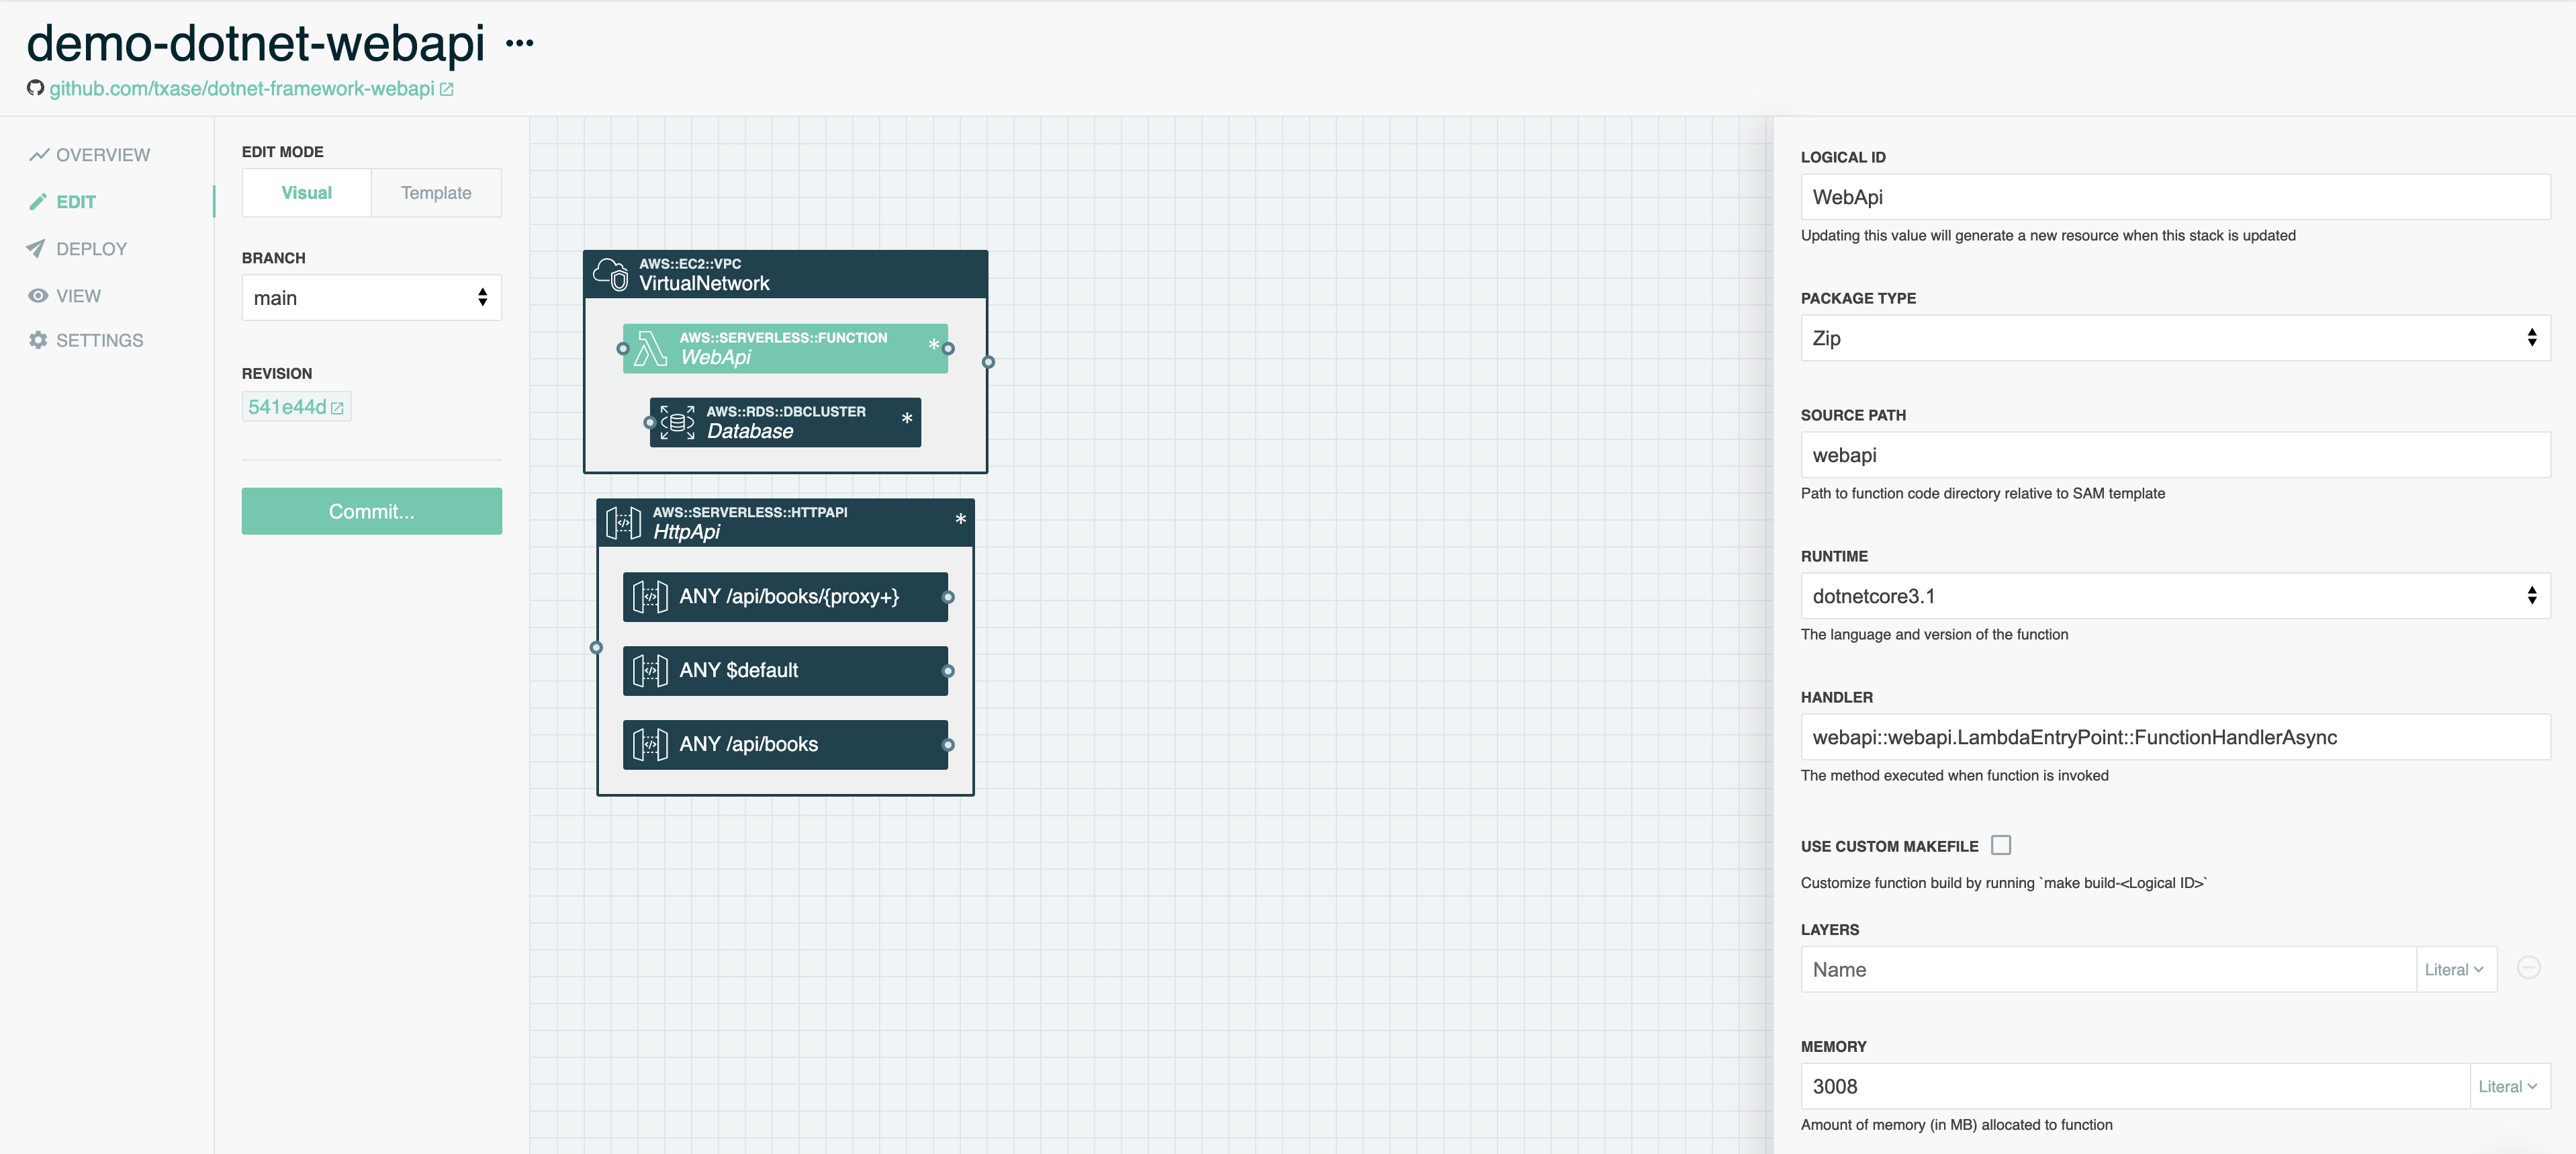 demo-dotnet-webapi •••
github.com/txase/dotnet-framework-webapi
OVERVIEW
EDIT
DEPLOY
VIEW
SETTINGS
EDIT MODE
Visual Template
BRANCH
main
REVISION
541e44d
Commit...
AWS::EC2::VPC
VirtualNetwork
AWS::SERVERLESS::FUNCTION
WebApi *
AWS::RDS::DBCLUSTER
Database *
AWS::SERVERLESS::HTTPAPI
HttpApi *
ANY /api/books/{proxy+}
ANY $default
ANY /api/books
LOGICAL ID
WebApi
Updating this value will generate a new resource when this stack is updated
PACKAGE TYPE
Zip
SOURCE PATH
webapi
Path to function code directory relative to SAM template
RUNTIME
dotnetcore3.1
The language and version of the function
HANDLER
webapi::webapi.LambdaEntryPoint::FunctionHandlerAsync
The method executed when function is invoked
USE CUSTOM MAKEFILE
Customize function build by running `make build-<Logical ID>`
LAYERS
Name Literal
MEMORY
3008 Literal
Amount of memory (in MB) allocated to function